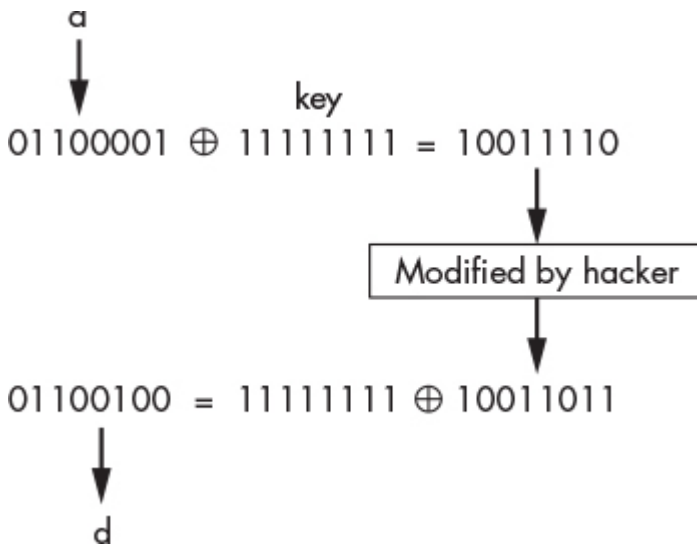 a
key
01100001 ⊕ 11111111 = 10011110
Modified by hacker
01100100 = 11111111 ⊕ 10011011
d